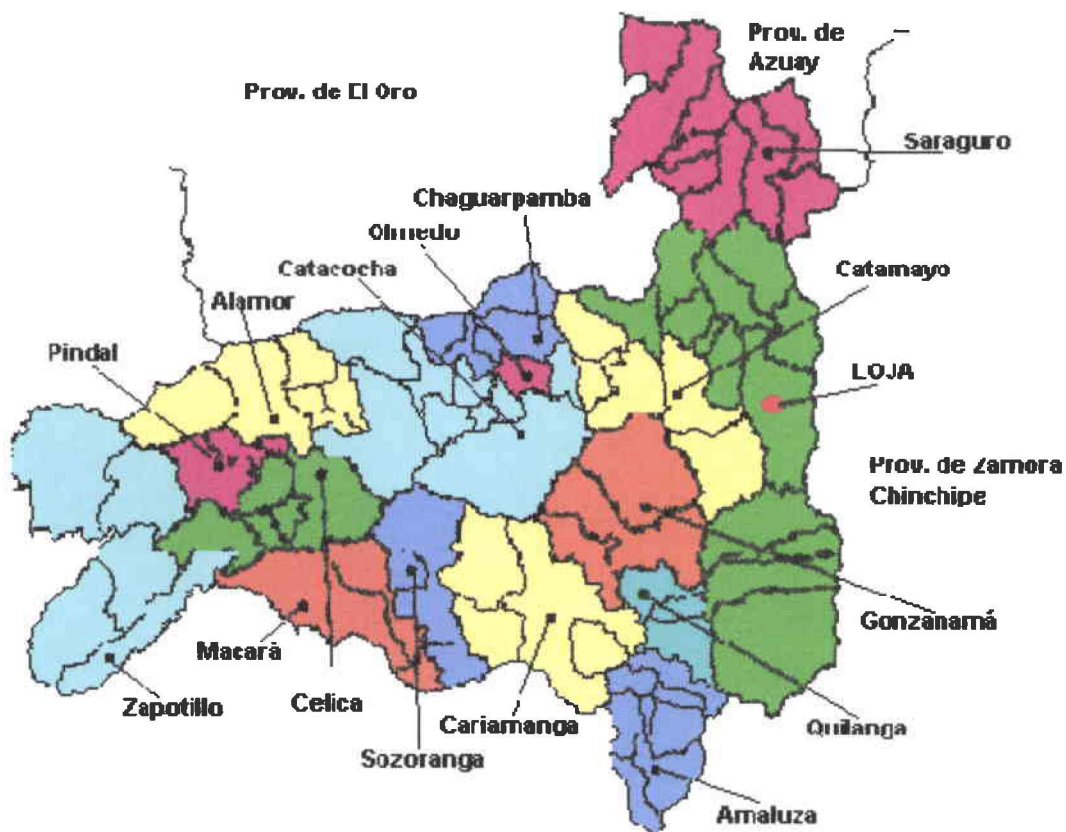 Prov. de
Azuay
Prov. de El Oro
Saraguro
Chaguarpamba
Olmedo
Catacocha
Catamayo
Alamor
Pindal
LOJA
Prov. de Zamora
Chinchipe
Gonzanamá
Macará
Zapotillo
Celica
Cariamanga
Quilanga
Sozoranga
Amaluza